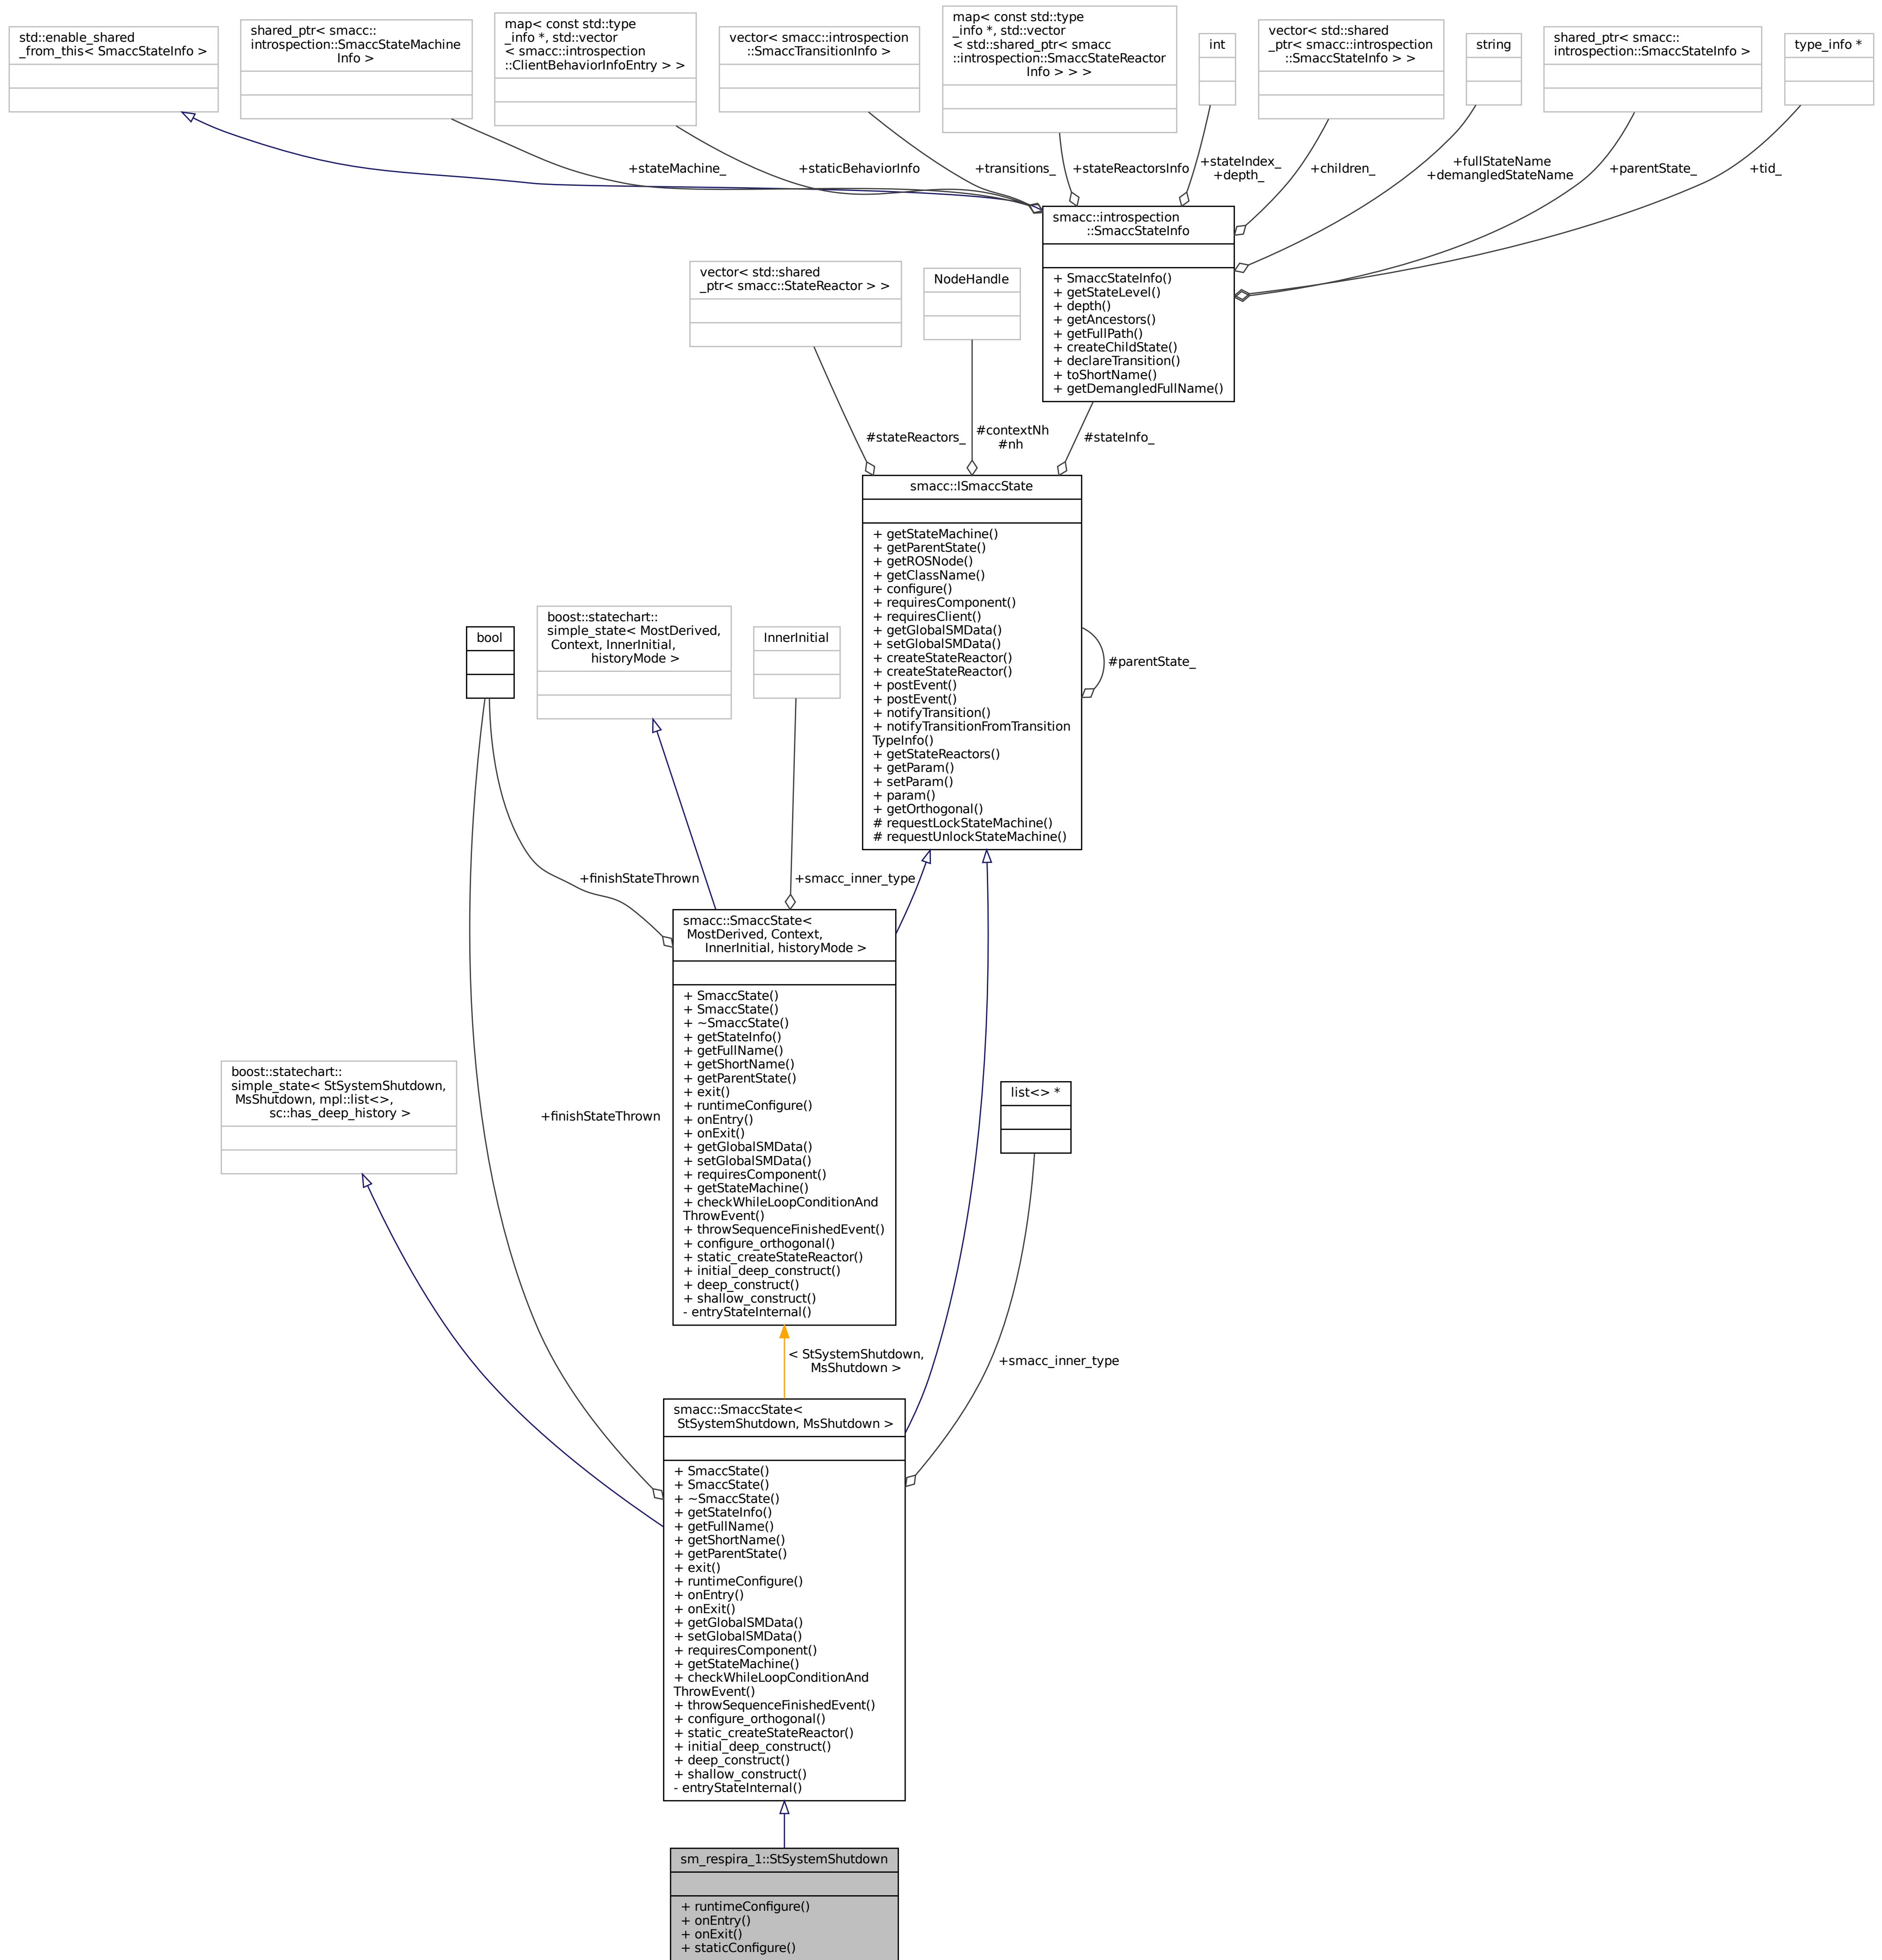 std::enable_shared
_from_this< SmaccStateInfo >
shared_ptr< smacc::
introspection::SmaccStateMachine
Info >
map< const std::type
_info *, std::vector
< smacc::introspection
::ClientBehaviorInfoEntry > >
vector< smacc::introspection
::SmaccTransitionInfo >
map< const std::type
_info *, std::vector
< std::shared_ptr< smacc
::introspection::SmaccStateReactor
Info > > >
int
vector< std::shared
_ptr< smacc::introspection
::SmaccStateInfo > >
string
shared_ptr< smacc::
introspection::SmaccStateInfo >
type_info *
+stateMachine_
+staticBehaviorInfo
+transitions_
+stateReactorsInfo
+stateIndex_
+depth_
+children_
+fullStateName
+demangledStateName
+parentState_
+tid_
smacc::introspection
::SmaccStateInfo
+ SmaccStateInfo()
+ getStateLevel()
+ depth()
+ getAncestors()
+ getFullPath()
+ createChildState()
+ declareTransition()
+ toShortName()
+ getDemangledFullName()
vector< std::shared
_ptr< smacc::StateReactor > >
NodeHandle
#stateReactors_
#contextNh
#nh
#stateInfo_
smacc::ISmaccState
+ getStateMachine()
+ getParentState()
+ getROSNode()
+ getClassName()
+ configure()
+ requiresComponent()
+ requiresClient()
+ getGlobalSMData()
+ setGlobalSMData()
+ createStateReactor()
+ createStateReactor()
+ postEvent()
+ postEvent()
+ notifyTransition()
+ notifyTransitionFromTransition
TypeInfo()
+ getStateReactors()
+ getParam()
+ setParam()
+ param()
+ getOrthogonal()
# requestLockStateMachine()
# requestUnlockStateMachine()
#parentState_
bool
boost::statechart::
simple_state< MostDerived,
Context, InnerInitial,
historyMode >
InnerInitial
+finishStateThrown
+smacc_inner_type
smacc::SmaccState<
MostDerived, Context,
InnerInitial, historyMode >
+ SmaccState()
+ SmaccState()
+ ~SmaccState()
+ getStateInfo()
+ getFullName()
+ getShortName()
+ getParentState()
+ exit()
+ runtimeConfigure()
+ onEntry()
+ onExit()
+ getGlobalSMData()
+ setGlobalSMData()
+ requiresComponent()
+ getStateMachine()
+ checkWhileLoopConditionAnd
ThrowEvent()
+ throwSequenceFinishedEvent()
+ configure_orthogonal()
+ static_createStateReactor()
+ initial_deep_construct()
+ deep_construct()
+ shallow_construct()
- entryStateInternal()
boost::statechart::
simple_state< StSystemShutdown,
MsShutdown, mpl::list<>,
sc::has_deep_history >
+finishStateThrown
list<> *
< StSystemShutdown,
MsShutdown >
+smacc_inner_type
smacc::SmaccState<
StSystemShutdown, MsShutdown >
+ SmaccState()
+ SmaccState()
+ ~SmaccState()
+ getStateInfo()
+ getFullName()
+ getShortName()
+ getParentState()
+ exit()
+ runtimeConfigure()
+ onEntry()
+ onExit()
+ getGlobalSMData()
+ setGlobalSMData()
+ requiresComponent()
+ getStateMachine()
+ checkWhileLoopConditionAnd
ThrowEvent()
+ throwSequenceFinishedEvent()
+ configure_orthogonal()
+ static_createStateReactor()
+ initial_deep_construct()
+ deep_construct()
+ shallow_construct()
- entryStateInternal()
sm_respira_1::StSystemShutdown
+ runtimeConfigure()
+ onEntry()
+ onExit()
+ staticConfigure()